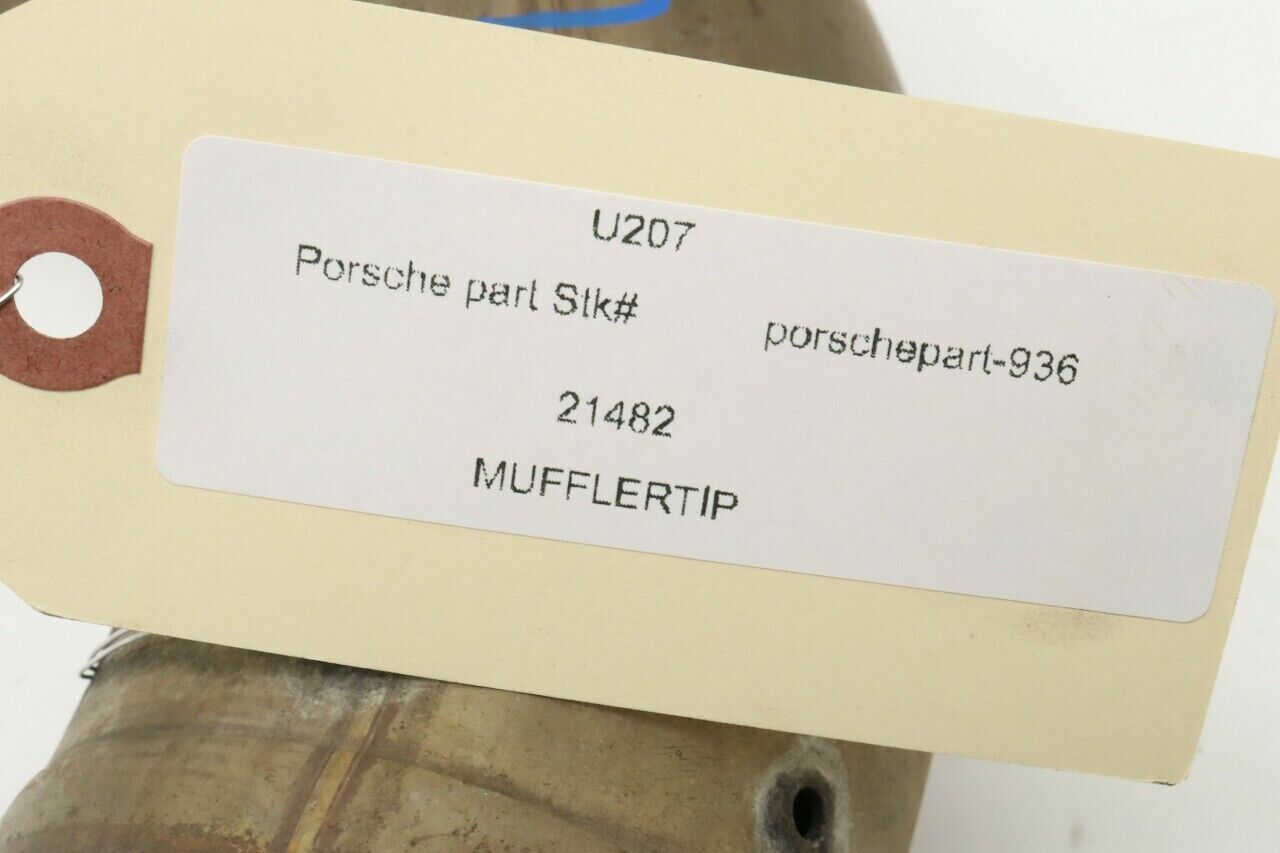 U207
Porsche part Stk# porschepart-936
21482
MUFFLERTIP